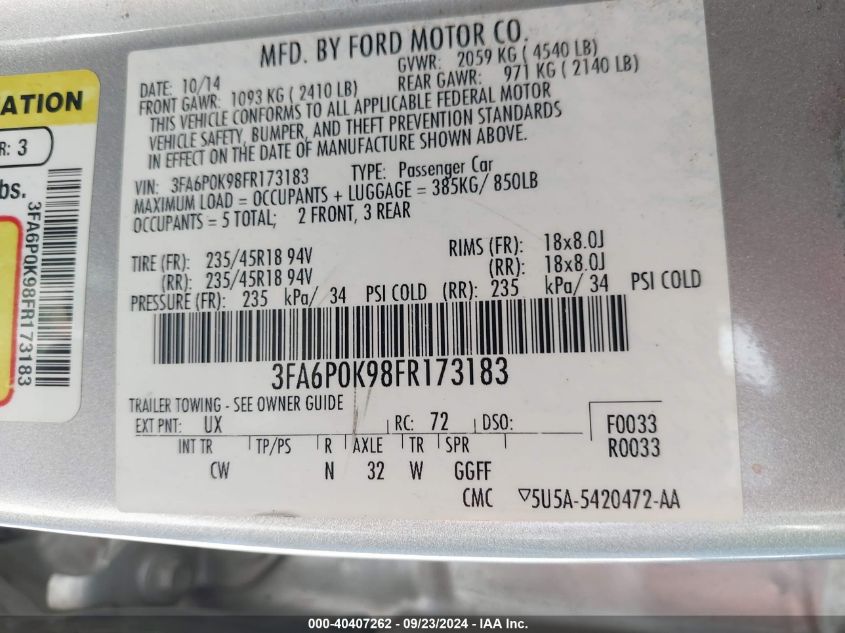 MFD. BY FORD MOTOR CO.
DATE: 10/14 GVWR: 2059 KG ( 4540 LB)
FRONT GAWR: 1093 KG ( 2410 LB) REAR GAWR: 971 KG ( 2140 LB)
THIS VEHICLE CONFORMS TO ALL APPLICABLE FEDERAL MOTOR
VEHICLE SAFETY, BUMPER, AND THEFT PREVENTION STANDARDS
IN EFFECT ON THE DATE OF MANUFACTURE SHOWN ABOVE.
VIN: 3FA6P0K98FR173183 TYPE: Passenger Car
MAXIMUM LOAD = OCCUPANTS + LUGGAGE = 385KG/ 850LB
OCCUPANTS = 5 TOTAL; 2 FRONT, 3 REAR
TIRE (FR): 235/45R18 94V RIMS (FR): 18x8.0J
(RR): 235/45R18 94V (RR): 18x8.0J
PRESSURE (FR): 235 kPa/ 34 PSI COLD (RR): 235 kPa/ 34 PSI COLD
3FA6P0K98FR173183
TRAILER TOWING - SEE OWNER GUIDE
EXT PNT: UX RC: 72 DSO: F0033
R0033
INT TR TP/PS R AXLE TR SPR
CW N 32 W GGFF
CMC ▽5U5A-5420472-AA
ATION
R: 3
bs.
3FA6P0K98FR173183
000-40407262 - 09/23/2024 - IAA Inc.